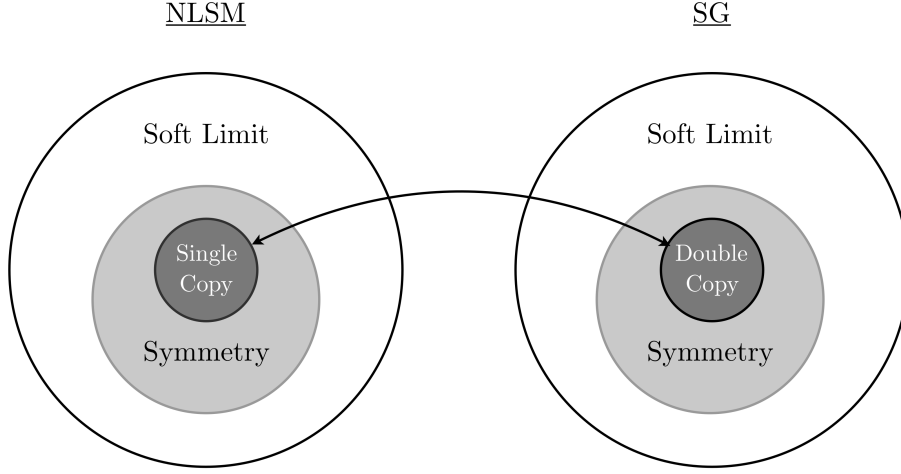 NLSM
SG
Soft Limit
Soft Limit
Single
Copy
Double
Copy
Symmetry
Symmetry